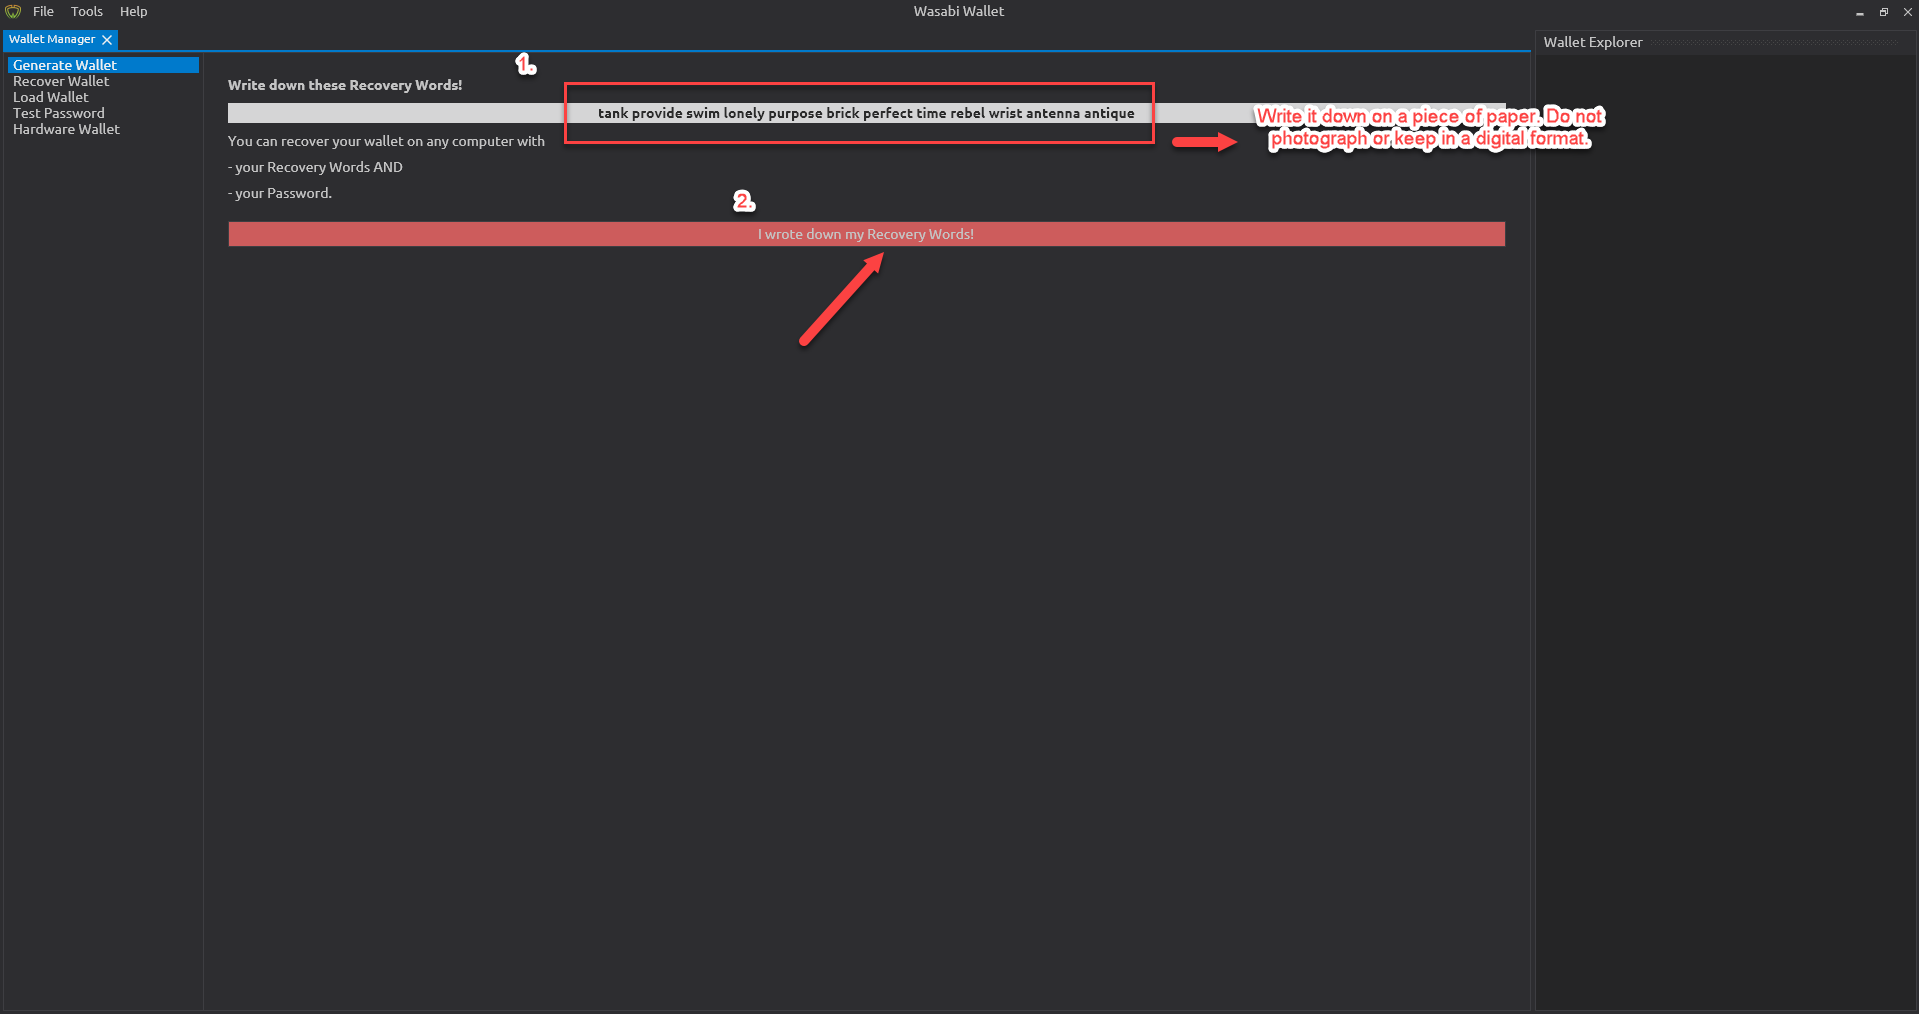 File Tools Help
Wasabi Wallet
Wallet Manager
Wallet Explorer
Generate Wallet
Recover Wallet
Load Wallet
Test Password
Hardware Wallet
1.
Write down these Recovery Words!
tank provide swim lonely purpose brick perfect time rebel wrist antenna antique
Write it down on a piece of paper. Do not
photograph or keep in a digital format.
You can recover your wallet on any computer with
- your Recovery Words AND
- your Password.
2.
I wrote down my Recovery Words!